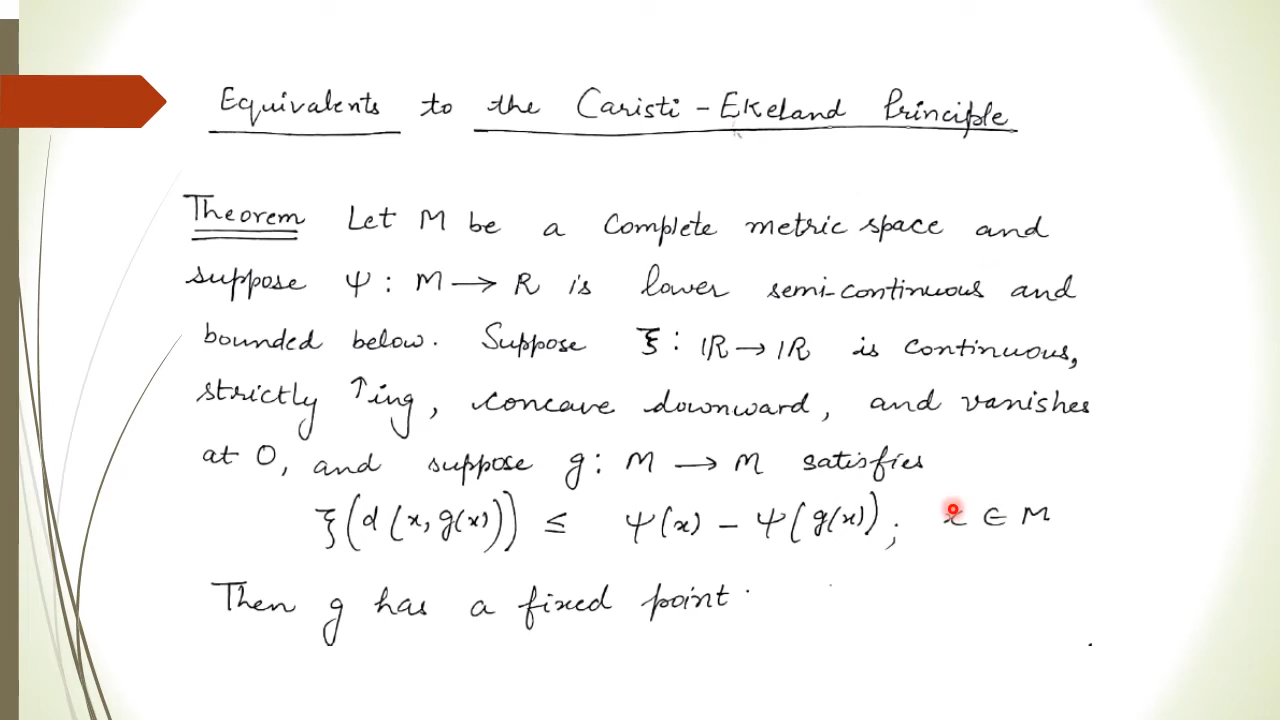 Equivalents to the Caristi - Ekeland Principle
Theorem Let M be a complete metric space and
suppose ψ : M → R is lower semi-continuous and
bounded below. Suppose ξ : ℝ → ℝ is continuous,
strictly ↑ing, concave downward, and vanishes
at 0, and suppose g : M → M satisfies
ξ(d(x, g(x))) ≤ ψ(x) - ψ(g(x)); x ∈ M
Then g has a fixed point.